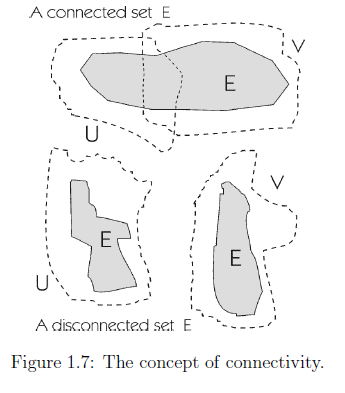 A connected set E
V
E
U
V
E
E
U
A disconnected set E
Figure 1.7: The concept of connectivity.